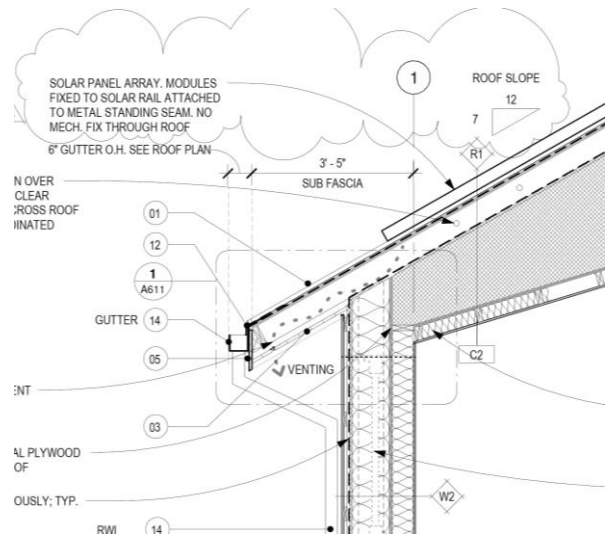 SOLAR PANEL ARRAY. MODULES
FIXED TO SOLAR RAIL ATTACHED
TO METAL STANDING SEAM. NO
MECH. FIX THROUGH ROOF
6" GUTTER O.H. SEE ROOF PLAN
1
ROOF SLOPE
12
7
R1
3' - 5"
SUB FASCIA
N OVER
CLEAR
CROSS ROOF
DINATED
01
12
1
A611
GUTTER 14
05
ENT
VENTING
C2
03
AL PLYWOOD
OF
OUSLY; TYP.
W2
RWL 14